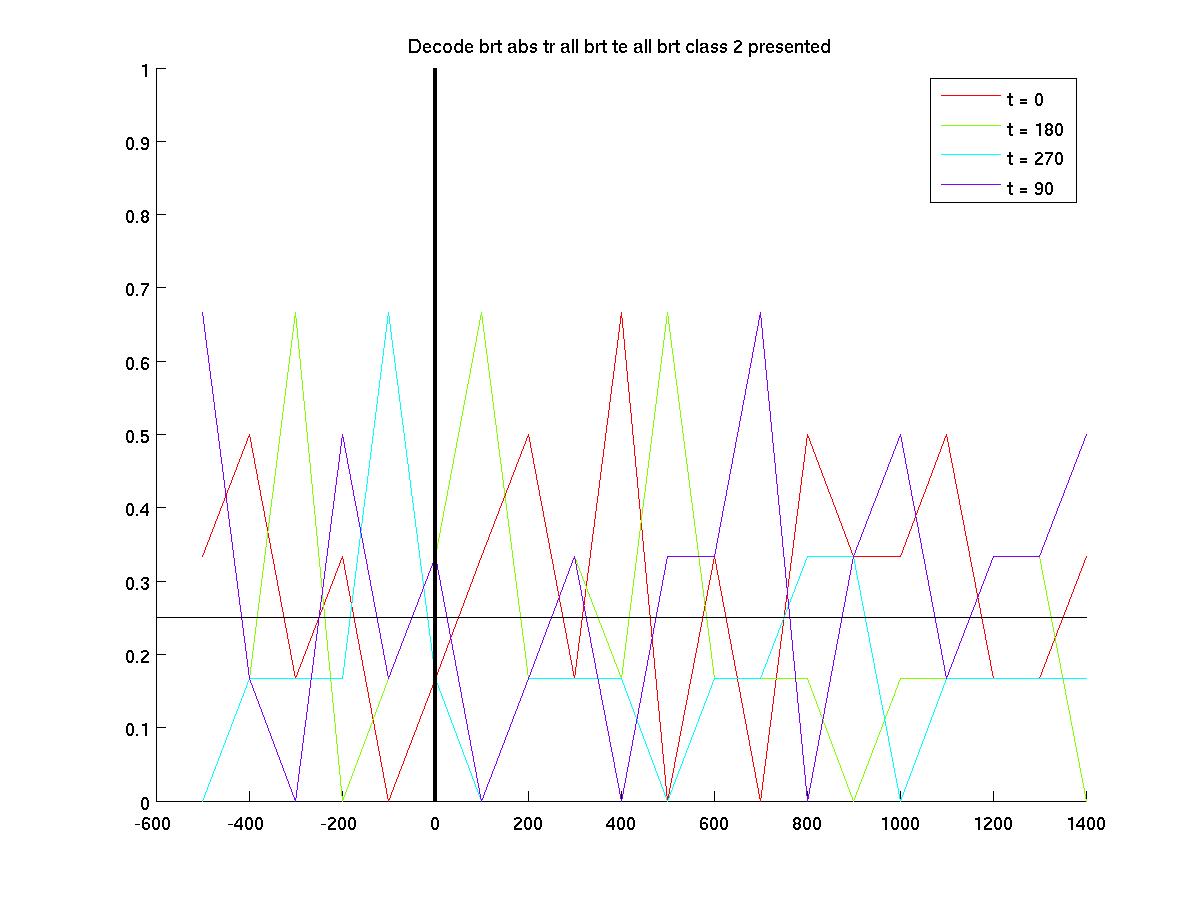 Decode brt abs tr all brt te all brt class 2 presented
t = 0
t = 180
t = 270
t = 90
1
0.9
0.8
0.7
0.6
0.5
0.4
0.3
0.2
0.1
0
-600 -400 -200 0 200 400 600 800 1000 1200 1400